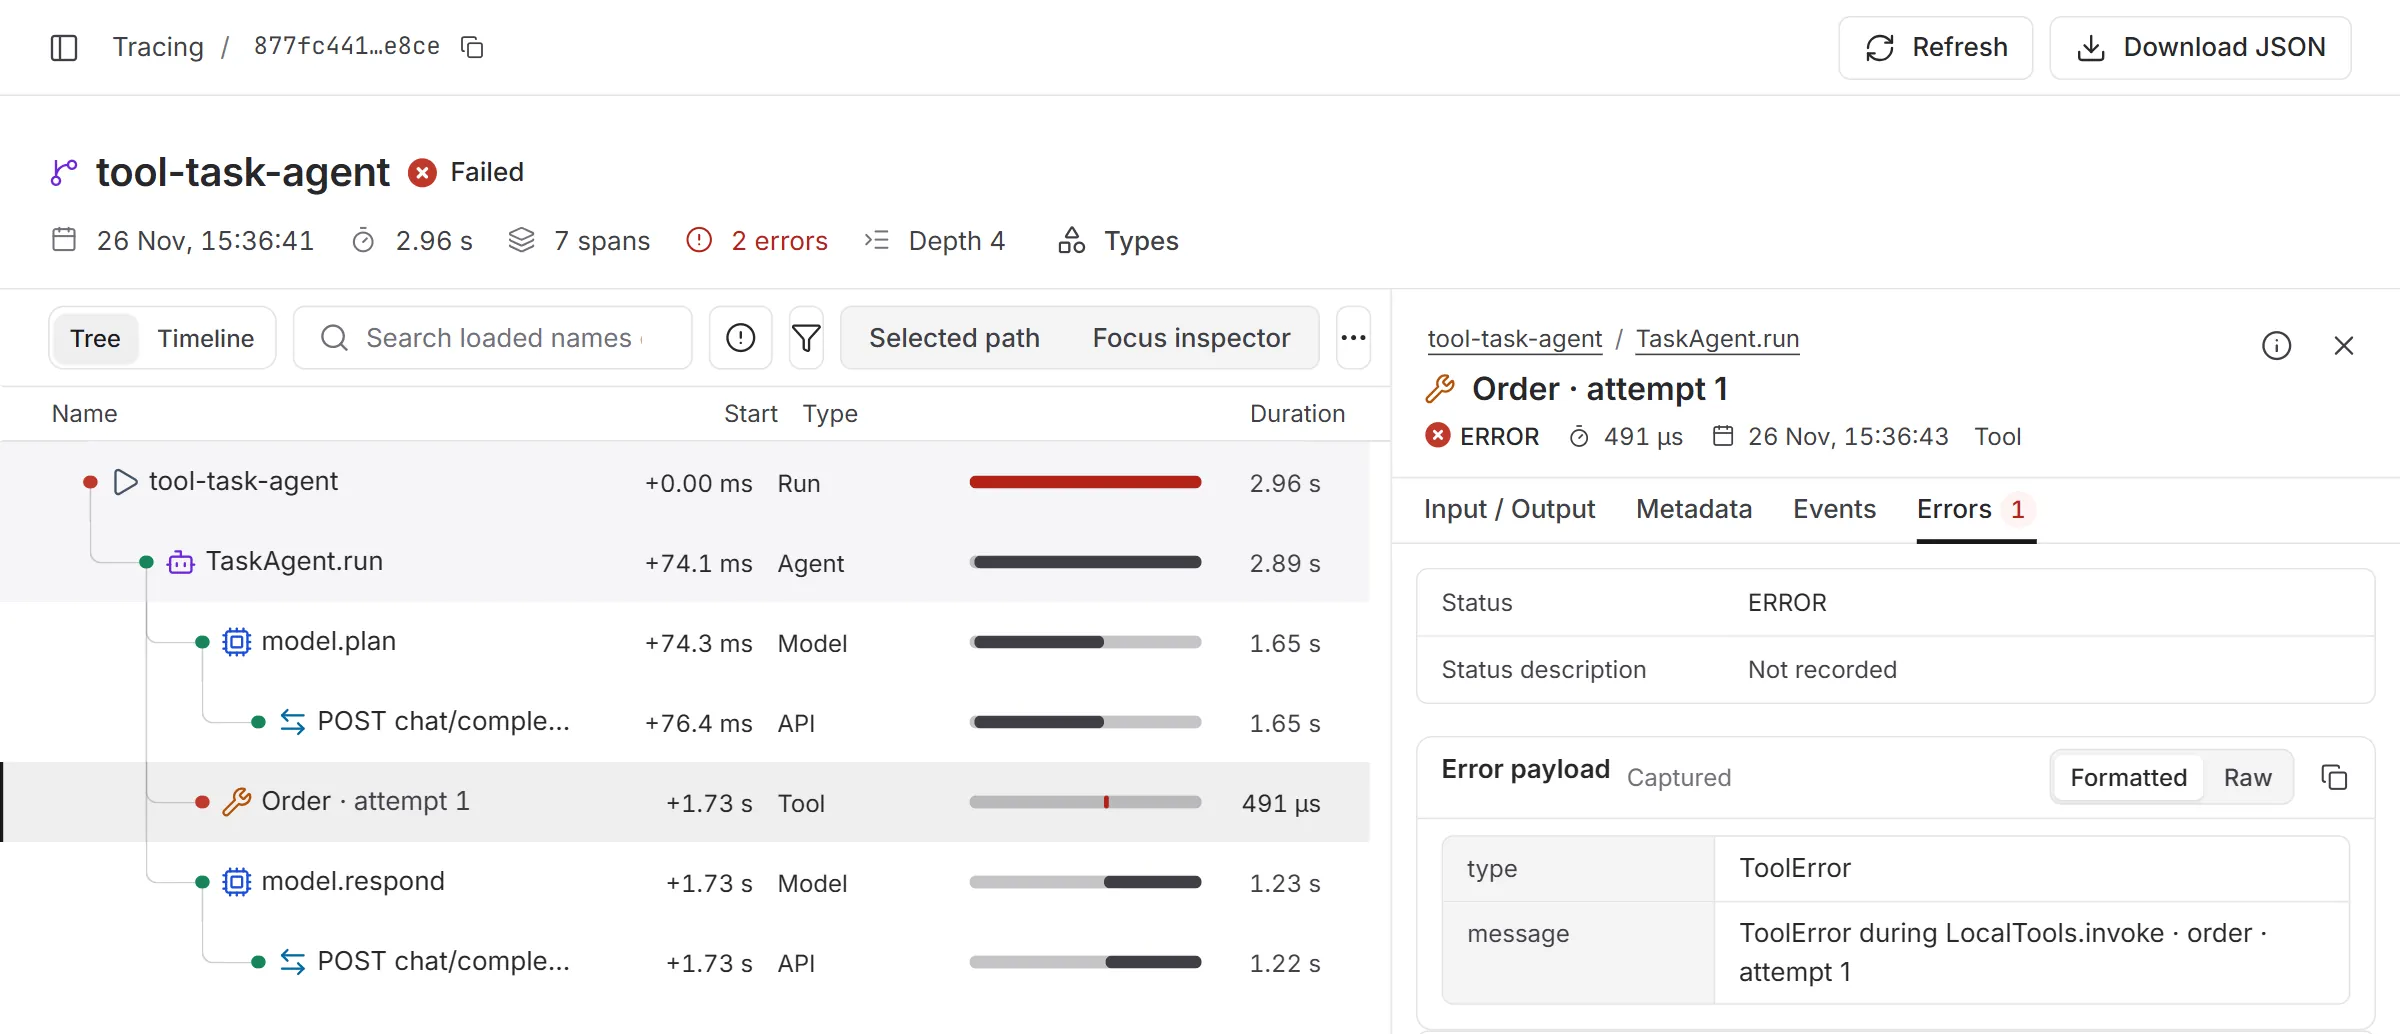 Tracing / 877fc441…e8ce
Refresh
Download JSON
tool-task-agent
Failed
26 Nov, 15:36:41
2.96 s
7 spans
2 errors
Depth 4
Types
Tree
Timeline
Search loaded names
Selected path
Focus inspector
Name Start Type Duration
tool-task-agent +0.00 ms Run 2.96 s
TaskAgent.run +74.1 ms Agent 2.89 s
model.plan +74.3 ms Model 1.65 s
POST chat/comple... +76.4 ms API 1.65 s
Order · attempt 1 +1.73 s Tool 491 µs
model.respond +1.73 s Model 1.23 s
POST chat/comple... +1.73 s API 1.22 s
tool-task-agent / TaskAgent.run
Order · attempt 1
ERROR 491 µs 26 Nov, 15:36:43 Tool
Input / Output
Metadata
Events
Errors 1
Status ERROR
Status description Not recorded
Error payload Captured
Formatted
Raw
type ToolError
message ToolError during LocalTools.invoke · order ·
attempt 1